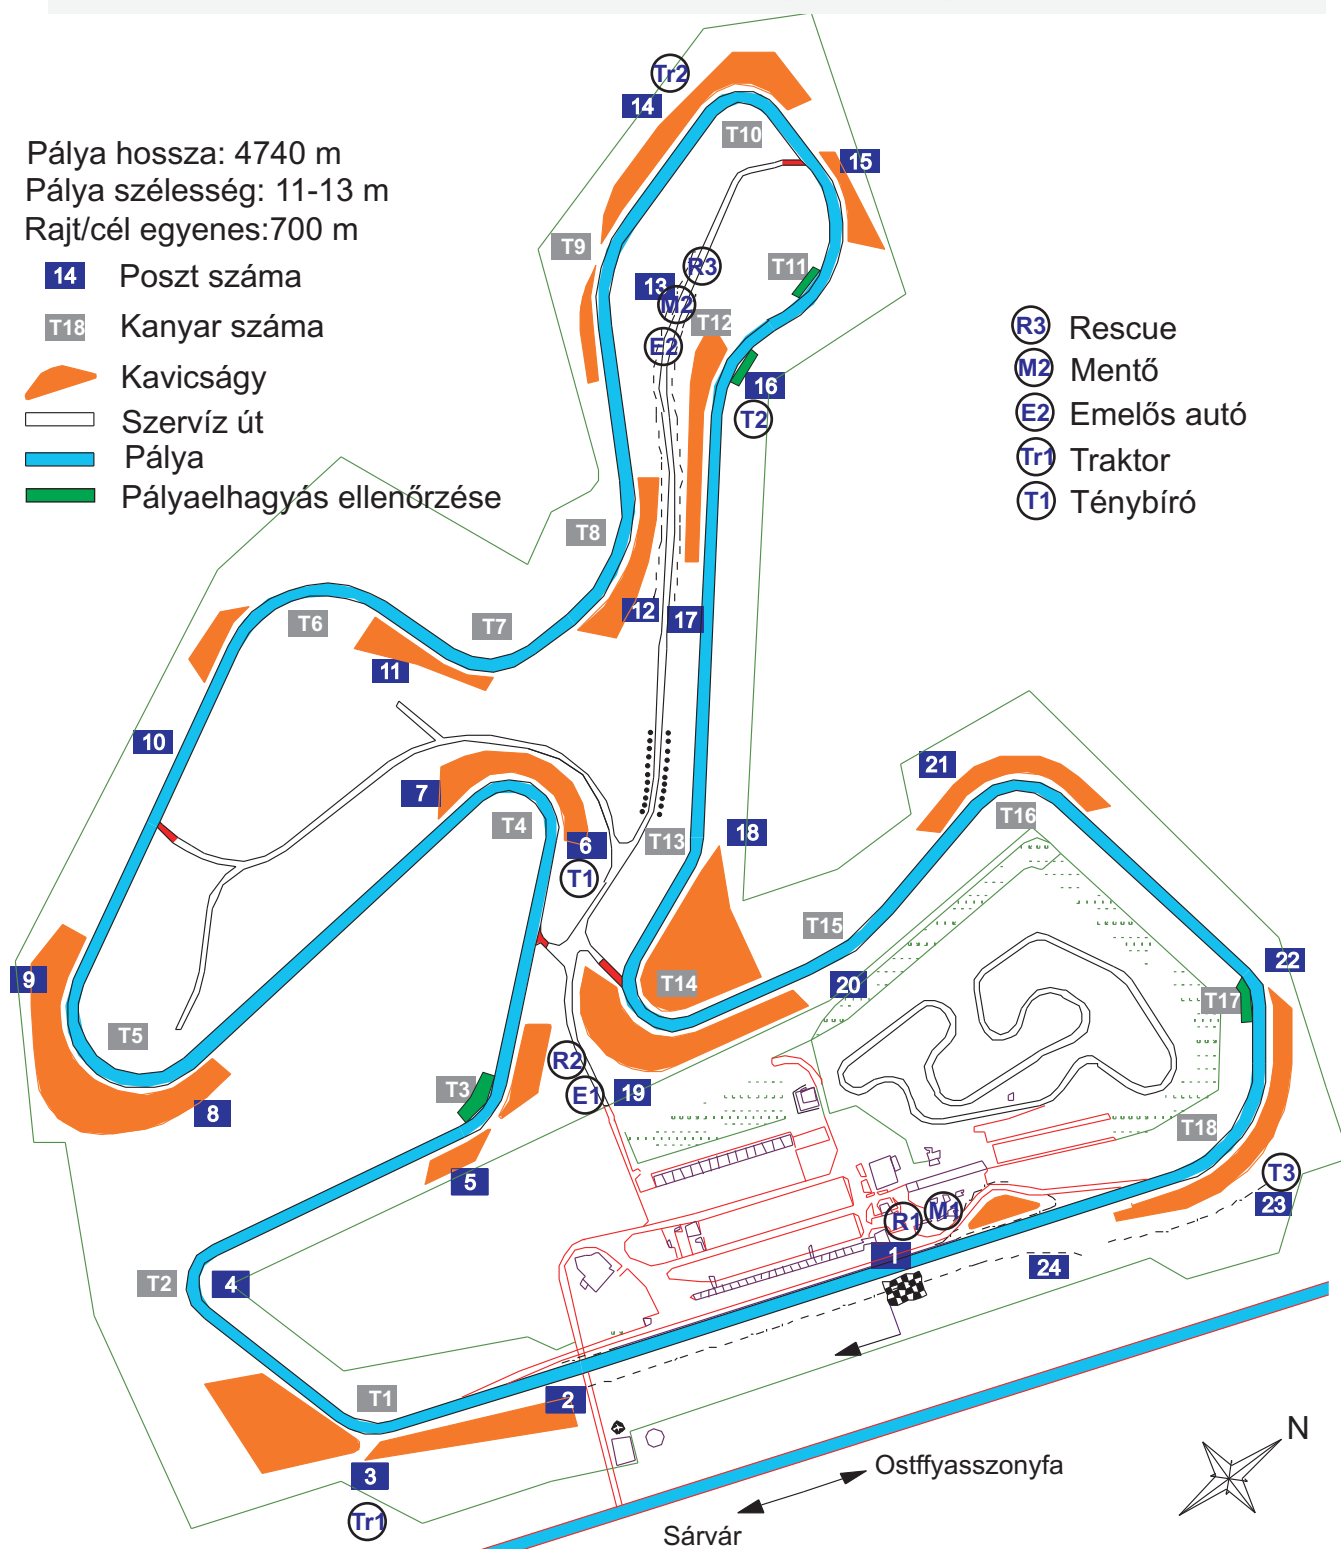 Pálya hossza: 4740 m
Pálya szélesség: 11-13 m
Rajt/cél egyenes:700 m
14 Poszt száma
T18 Kanyar száma
Kavicságy
Szervíz út
Pálya
Pályaelhagyás ellenőrzése
R3 Rescue
M2 Mentő
E2 Emelős autó
Tr1 Traktor
T1 Ténybíró
Tr2
14
T10
15
T9
R3
T11
13
M2
T12
E2
16
T2
T8
12
17
T6
T7
11
10
21
7
T16
T4
18
6
T13
T1
T15
22
9
T14
20
T17
T5
R2
T3
E1
19
8
T18
5
T3
23
M1
R1
1
24
T2
4
T1
2
3
Tr1
N
Ostffyasszonyfa
Sárvár